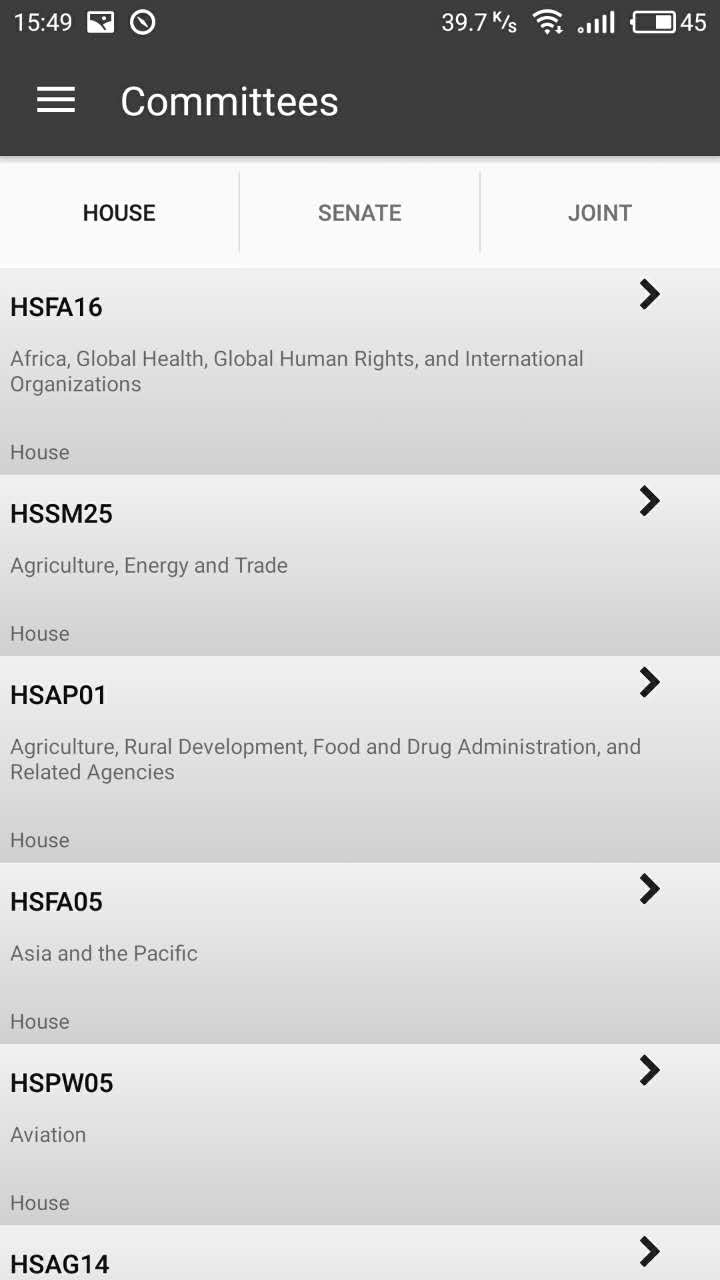 15:49 39.7 K/s 45
Committees
HOUSE SENATE JOINT
HSFA16
Africa, Global Health, Global Human Rights, and International
Organizations
House
HSSM25
Agriculture, Energy and Trade
House
HSAP01
Agriculture, Rural Development, Food and Drug Administration, and
Related Agencies
House
HSFA05
Asia and the Pacific
House
HSPW05
Aviation
House
HSAG14